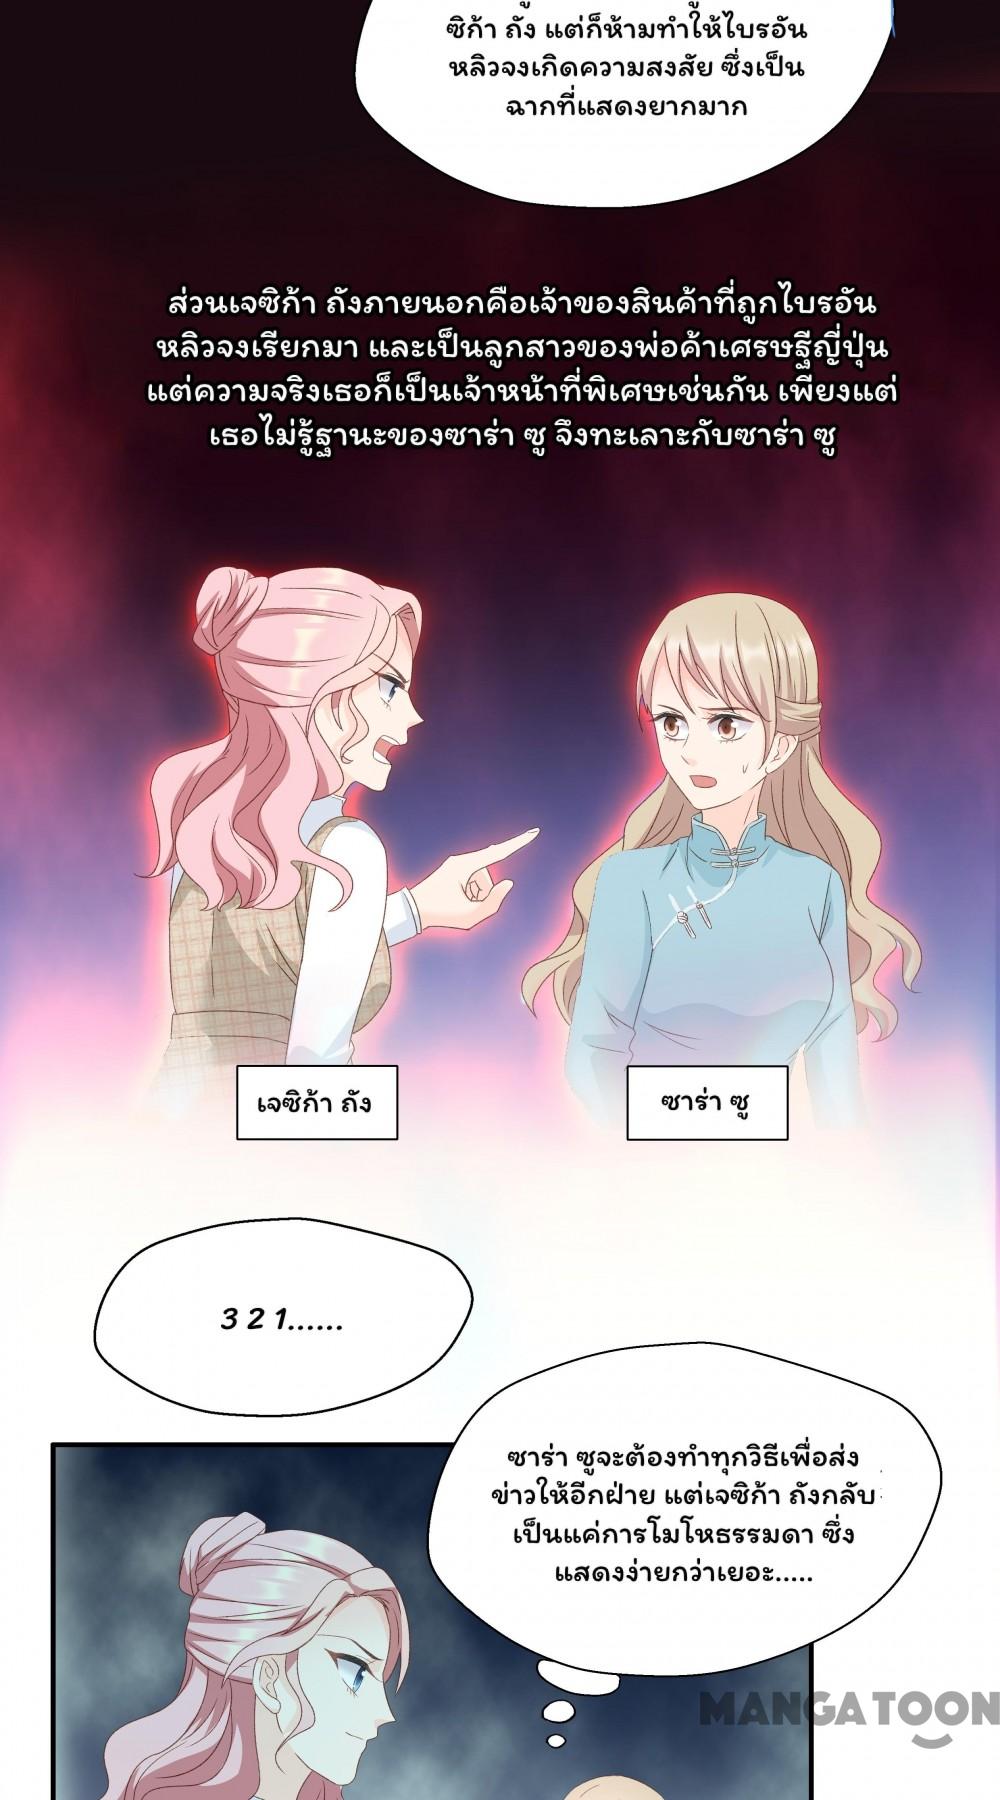 ซิก้า ถัง แต่ก็ห้ามทำให้ไบรอัน
หลิวจงเกิดความสงสัย ซึ่งเป็น
ฉากที่แสดงยากมาก
ส่วนเจซิก้า ถังภายนอกคือเจ้าของสินค้าที่ถูกไบรอัน
หลิวจงเรียกมา และเป็นลูกสาวของพ่อค้าเศรษฐีญี่ปุ่น
แต่ความจริงเธอก็เป็นเจ้าหน้าที่พิเศษเช่นกัน เพียงแต่
เธอไม่รู้ฐานะของซาร่า ซู จึงทะเลาะกับซาร่า ซู
เจซิก้า ถัง
ซาร่า ซู
3 2 1......
ซาร่า ซูจะต้องทำทุกวิธีเพื่อส่ง
ข่าวให้อีกฝ่าย แต่เจซิก้า ถังกลับ
เป็นแค่การโมโหธรรมดา ซึ่ง
แสดงง่ายกว่าเยอะ.....
MANGATOON